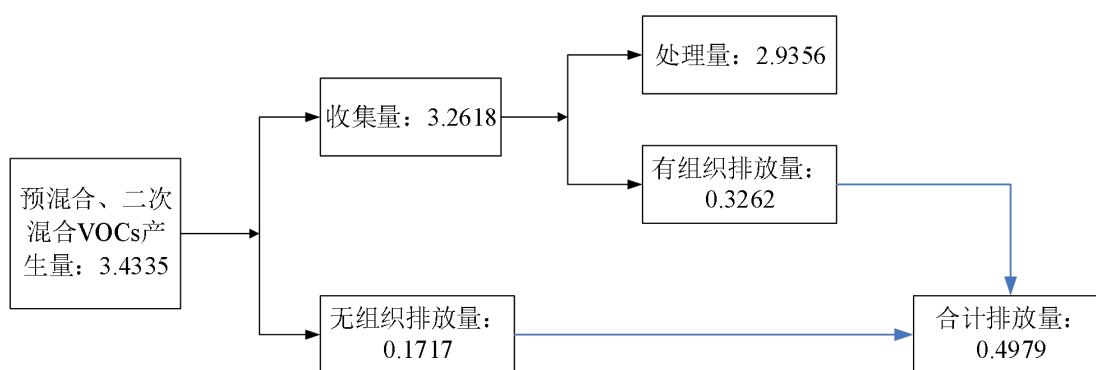 处理量：2.9356
收集量：3.2618
有组织排放量：
0.3262
预混合、二次
混合VOCs产
生量：3.4335
无组织排放量：
0.1717
合计排放量：
0.4979